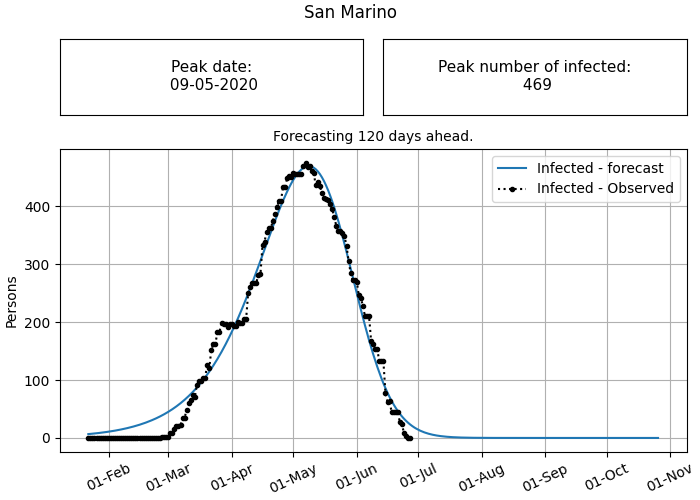 San Marino
Peak date:
09-05-2020
Peak number of infected:
469
Forecasting 120 days ahead.
Infected - forecast
Infected - Observed
Persons
400
300
200
100
0
01-Feb
01-Mar
01-Apr
01-May
01-Jun
01-Jul
01-Aug
01-Sep
01-Oct
01-Nov